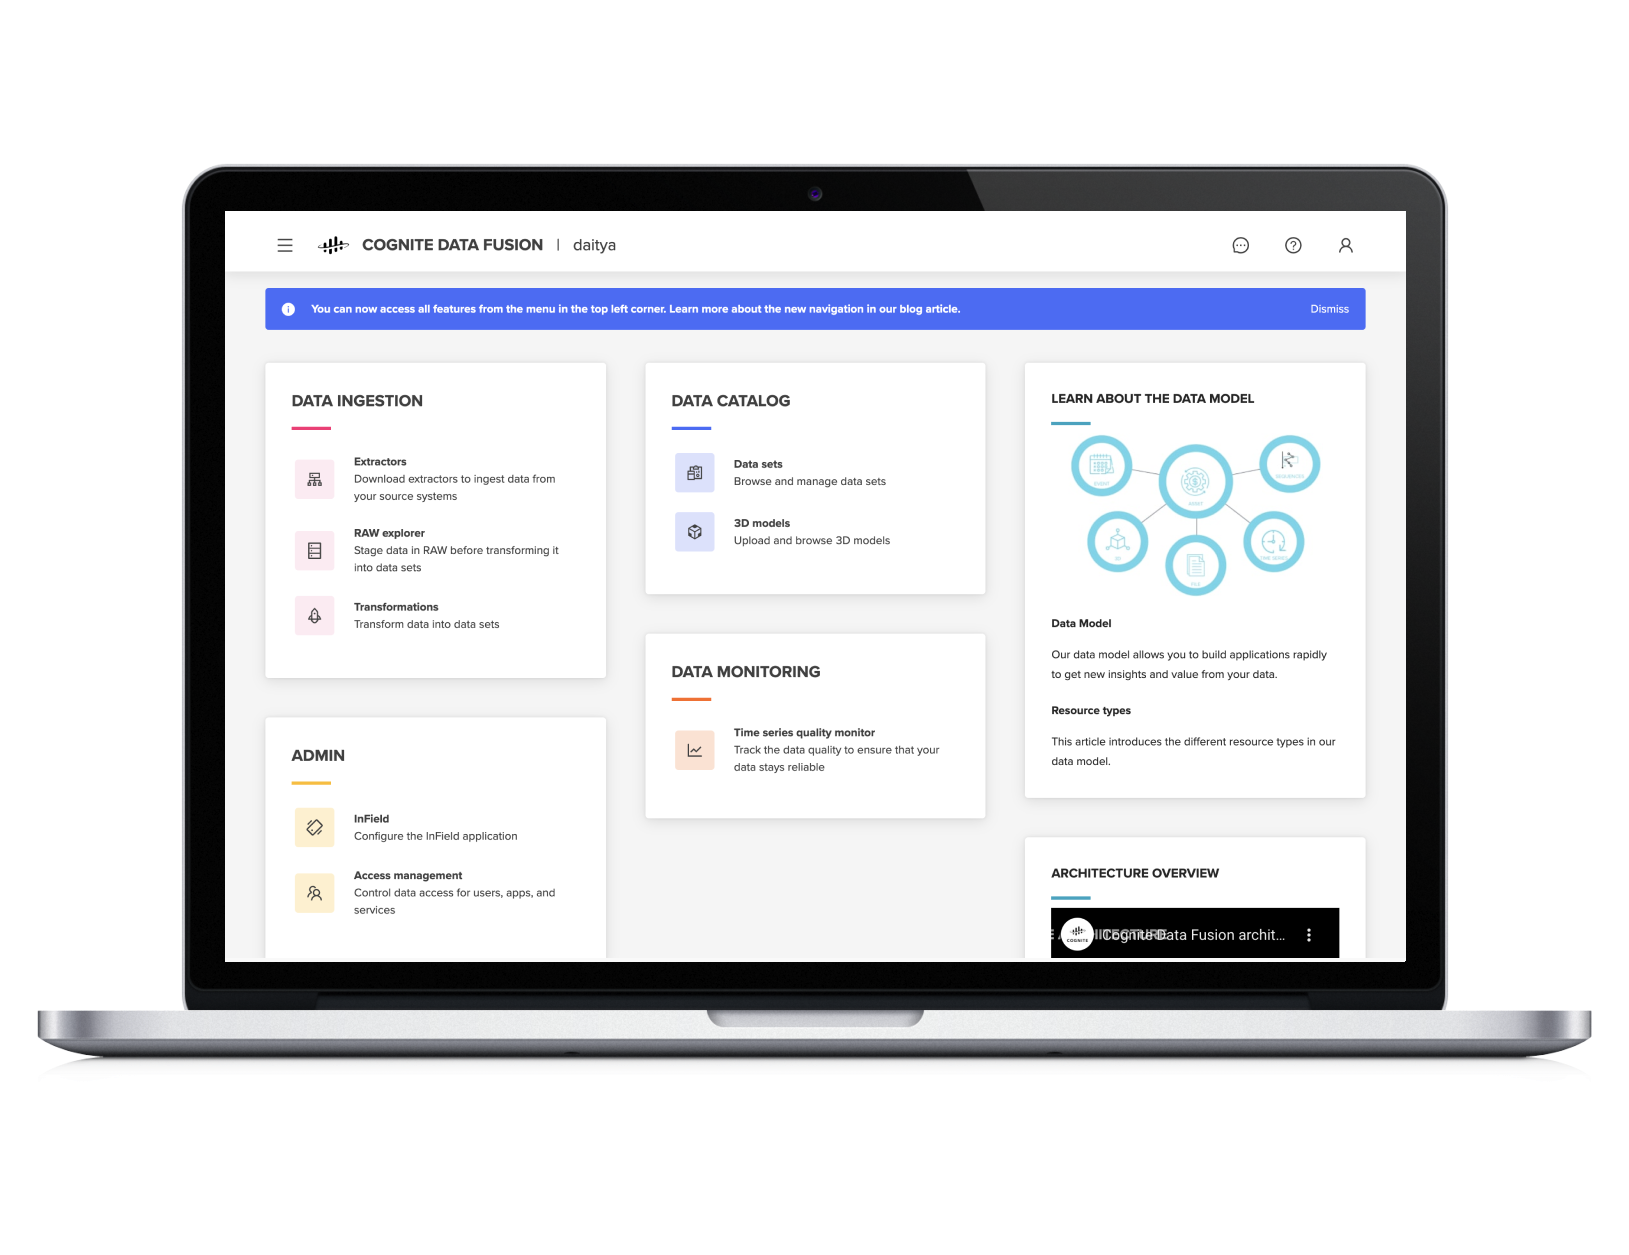 COGNITE DATA FUSION | daitya
You can now access all features from the menu in the top left corner. Learn more about the new navigation in our blog article.
Dismiss
DATA INGESTION
Extractors
Download extractors to ingest data from
your source systems
RAW explorer
Stage data in RAW before transforming it
into data sets
Transformations
Transform data into data sets
ADMIN
InField
Configure the InField application
Access management
Control data access for users, apps, and
services
DATA CATALOG
Data sets
Browse and manage data sets
3D models
Upload and browse 3D models
DATA MONITORING
Time series quality monitor
Track the data quality to ensure that your
data stays reliable
LEARN ABOUT THE DATA MODEL
EVENT
ASSET
SEQUENCES
3D
FILE
TIME SERIES
Data Model
Our data model allows you to build applications rapidly
to get new insights and value from your data.
Resource types
This article introduces the different resource types in our
data model.
ARCHITECTURE OVERVIEW
COGNITE
Cognite Data Fusion archit...